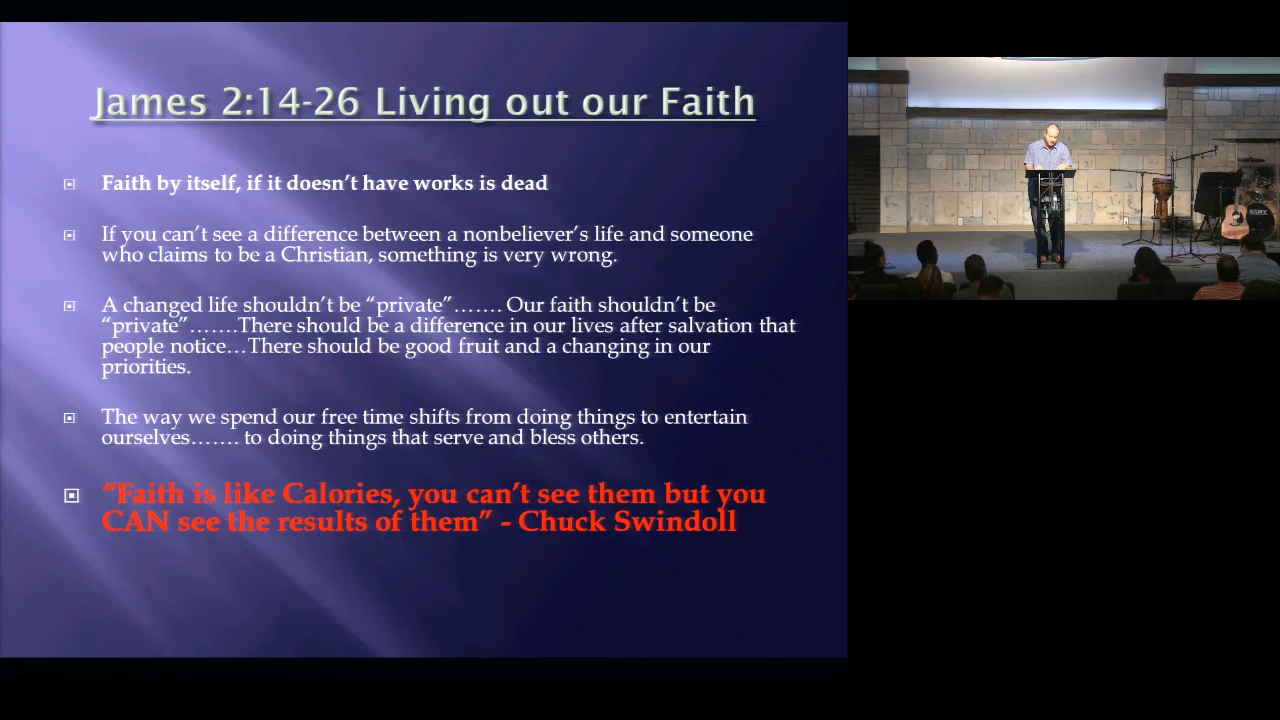 James 2:14-26 Living out our Faith
Faith by itself, if it doesn’t have works is dead
If you can’t see a difference between a nonbeliever’s life and someone
who claims to be a Christian, something is very wrong.
A changed life shouldn’t be “private”……. Our faith shouldn’t be
“private”…….There should be a difference in our lives after salvation that
people notice…There should be good fruit and a changing in our
priorities.
The way we spend our free time shifts from doing things to entertain
ourselves……. to doing things that serve and bless others.
“Faith is like Calories, you can’t see them but you
CAN see the results of them” - Chuck Swindoll